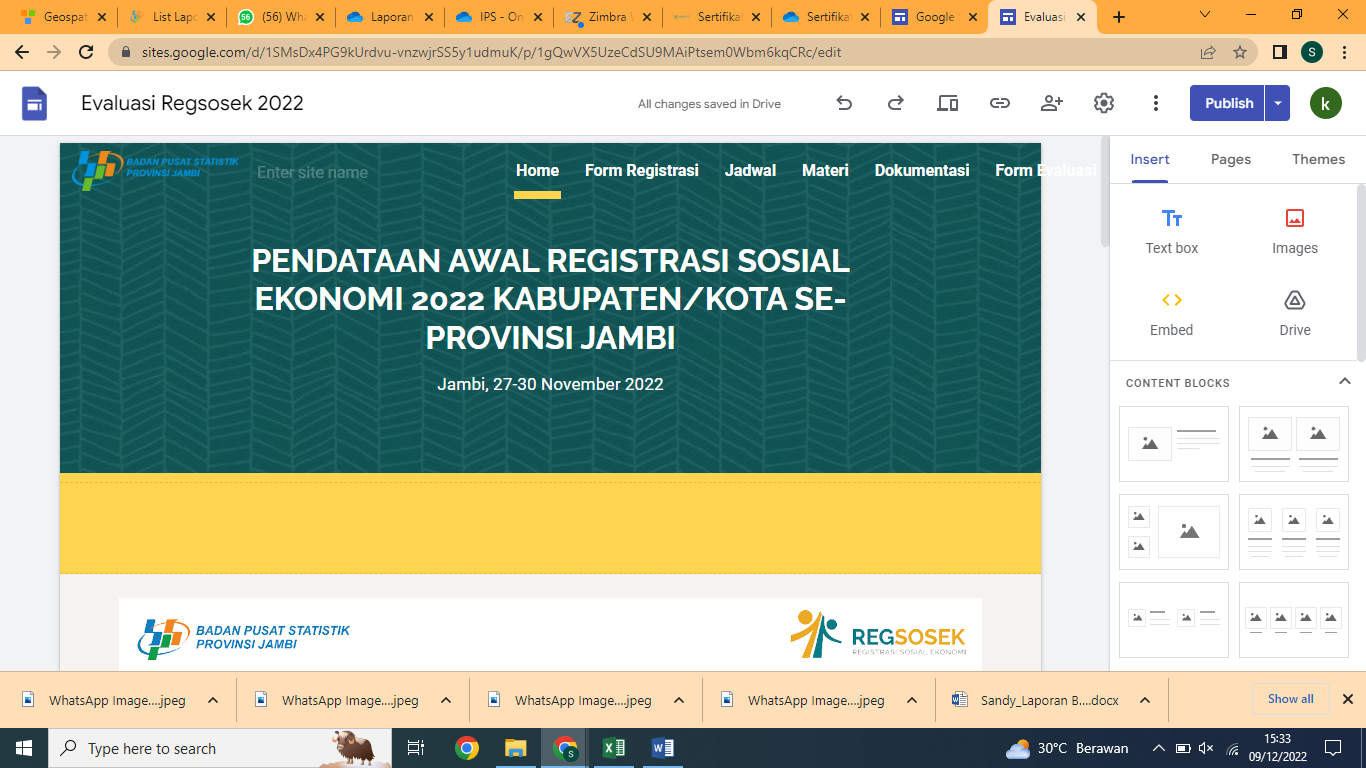 Geospat
List Lapo
(56) Wha
Laporan
IPS - On
Zimbra
Sertifika
Sertifika
Google
Evaluasi
sites.google.com/d/1SMsDx4PG9kUrdvu-vnzwjrSS5y1udmuK/p/1gQwVX5UzeCdSU9MAiPtsem0Wbm6kqCRc/edit
S
Evaluasi Regsosek 2022
All changes saved in Drive
Publish
k
BADAN PUSAT STATISTIK
PROVINSI JAMBI
Enter site name
Home
Form Registrasi
Jadwal
Materi
Dokumentasi
Form Evaluasi
PENDATAAN AWAL REGISTRASI SOSIAL
EKONOMI 2022 KABUPATEN/KOTA SE-
PROVINSI JAMBI
Jambi, 27-30 November 2022
BADAN PUSAT STATISTIK
PROVINSI JAMBI
REGSOSEK
REGISTRASI SOSIAL EKONOMI
Insert
Pages
Themes
Text box
Images
Embed
Drive
CONTENT BLOCKS
WhatsApp Image....jpeg
WhatsApp Image....jpeg
WhatsApp Image....jpeg
WhatsApp Image....jpeg
Sandy_Laporan B....docx
Show all
Type here to search
30°C Berawan
15:33
09/12/2022